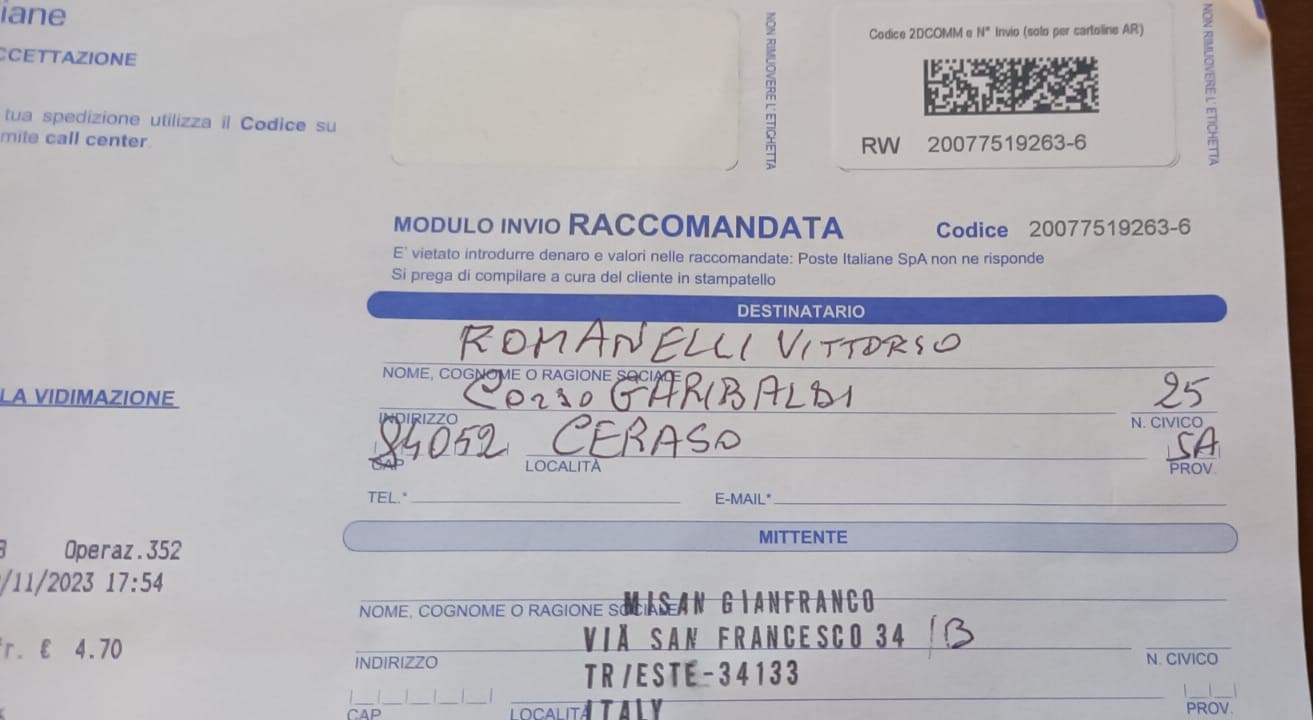 iane
CCETTAZIONE
tua spedizione utilizza il Codice su
mite call center.
LA VIDIMAZIONE
Operaz.352
/11/2023 17:54
r. € 4.70
NON RIMUOVERE L'ETICHETTA
Codice 2DCOMM e N° Invio (solo per cartoline AR)
RW 20077519263-6
NON RIMUOVERE L'ETICHETTA
MODULO INVIO RACCOMANDATA Codice 20077519263-6
E' vietato introdurre denaro e valori nelle raccomandate: Poste Italiane SpA non ne risponde
Si prega di compilare a cura del cliente in stampatello
DESTINATARIO
ROMANELLI VITTORIO
NOME, COGNOME O RAGIONE SOCIALE
Corso GARIBALDI 25
INDIRIZZO N. CIVICO
84052 CERASO SA
CAP LOCALITÀ PROV.
TEL.* E-MAIL*
MITTENTE
MISAN GIANFRANCO
NOME, COGNOME O RAGIONE SOCIALE
VIA SAN FRANCESCO 34 /B
INDIRIZZO N. CIVICO
TR/ESTE-34133
ITALY
CAP LOCALITÀ PROV.